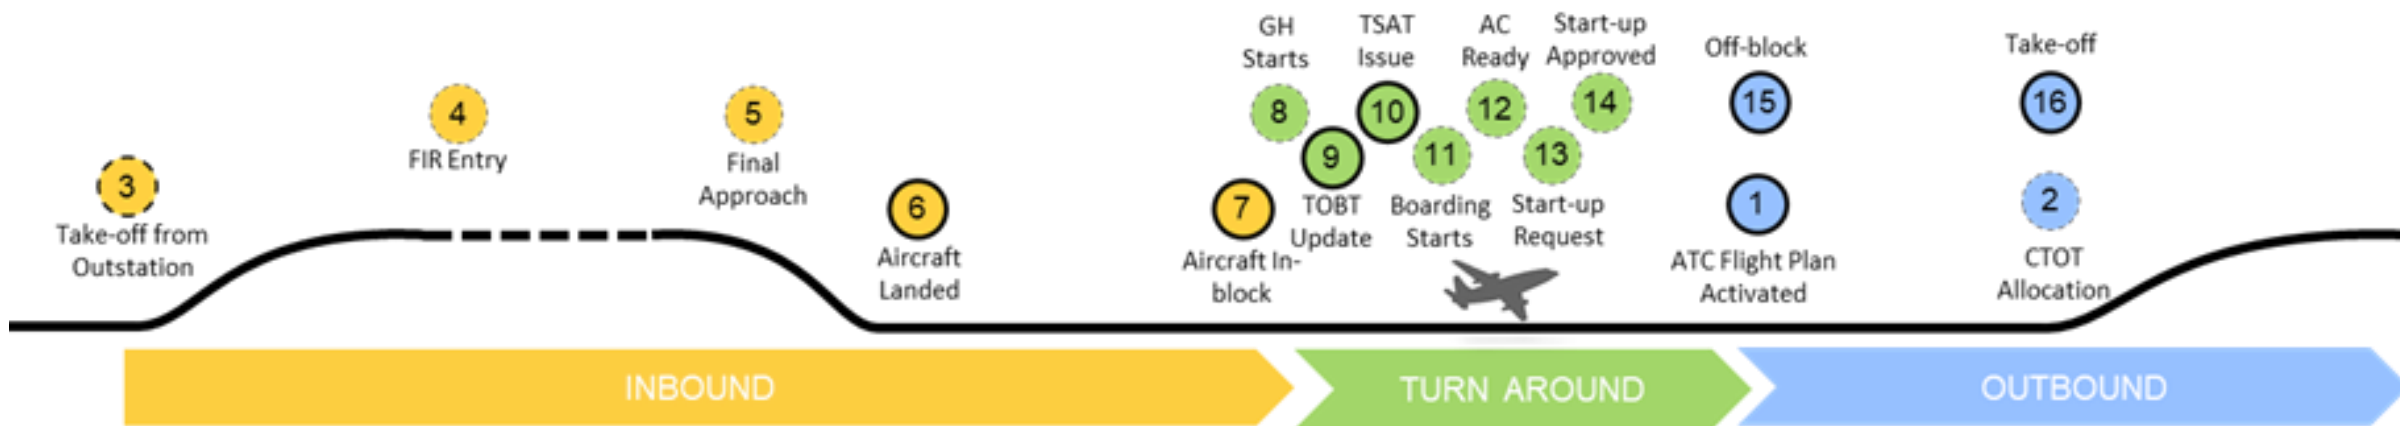 3
Take-off from
Outstation
4
FIR Entry
5
Final
Approach
6
Aircraft
Landed
7
Aircraft In-
block
GH
Starts
8
9
TOBT
Update
TSAT
Issue
10
11
Boarding
Starts
AC
Ready
12
13
Start-up
Request
Start-up
Approved
14
Off-block
15
1
ATC Flight Plan
Activated
Take-off
16
2
CTOT
Allocation
INBOUND
TURN AROUND
OUTBOUND